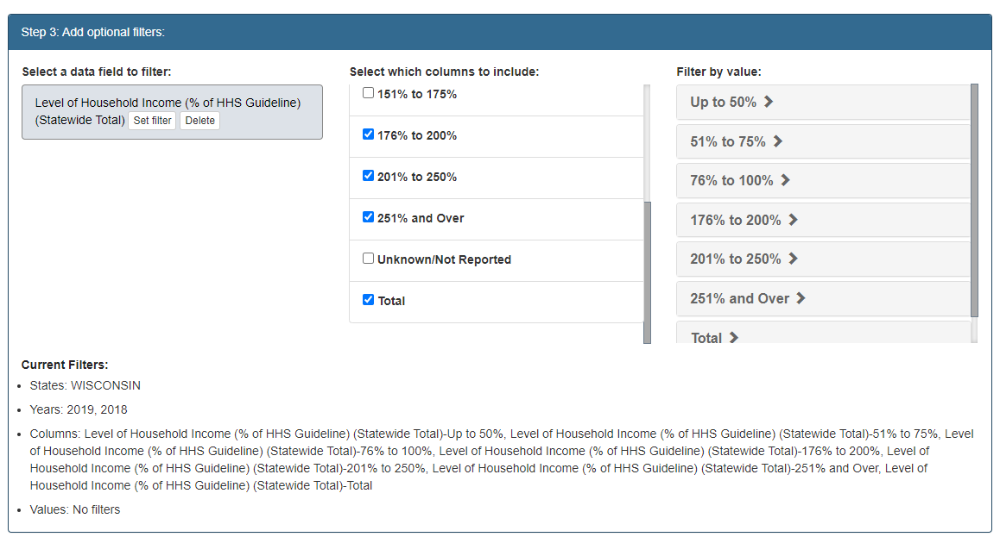 Step 3: Add optional filters:
Select a data field to filter:
Level of Household Income (% of HHS Guideline)
(Statewide Total) Set filter Delete
Select which columns to include:
151% to 175%
176% to 200%
201% to 250%
251% and Over
Unknown/Not Reported
Total
Filter by value:
Up to 50%
51% to 75%
76% to 100%
176% to 200%
201% to 250%
251% and Over
Total
Current Filters:
• States: WISCONSIN
• Years: 2019, 2018
• Columns: Level of Household Income (% of HHS Guideline) (Statewide Total)-Up to 50%, Level of Household Income (% of HHS Guideline) (Statewide Total)-51% to 75%, Level
of Household Income (% of HHS Guideline) (Statewide Total)-76% to 100%, Level of Household Income (% of HHS Guideline) (Statewide Total)-176% to 200%, Level of
Household Income (% of HHS Guideline) (Statewide Total)-201% to 250%, Level of Household Income (% of HHS Guideline) (Statewide Total)-251% and Over, Level of
Household Income (% of HHS Guideline) (Statewide Total)-Total
• Values: No filters